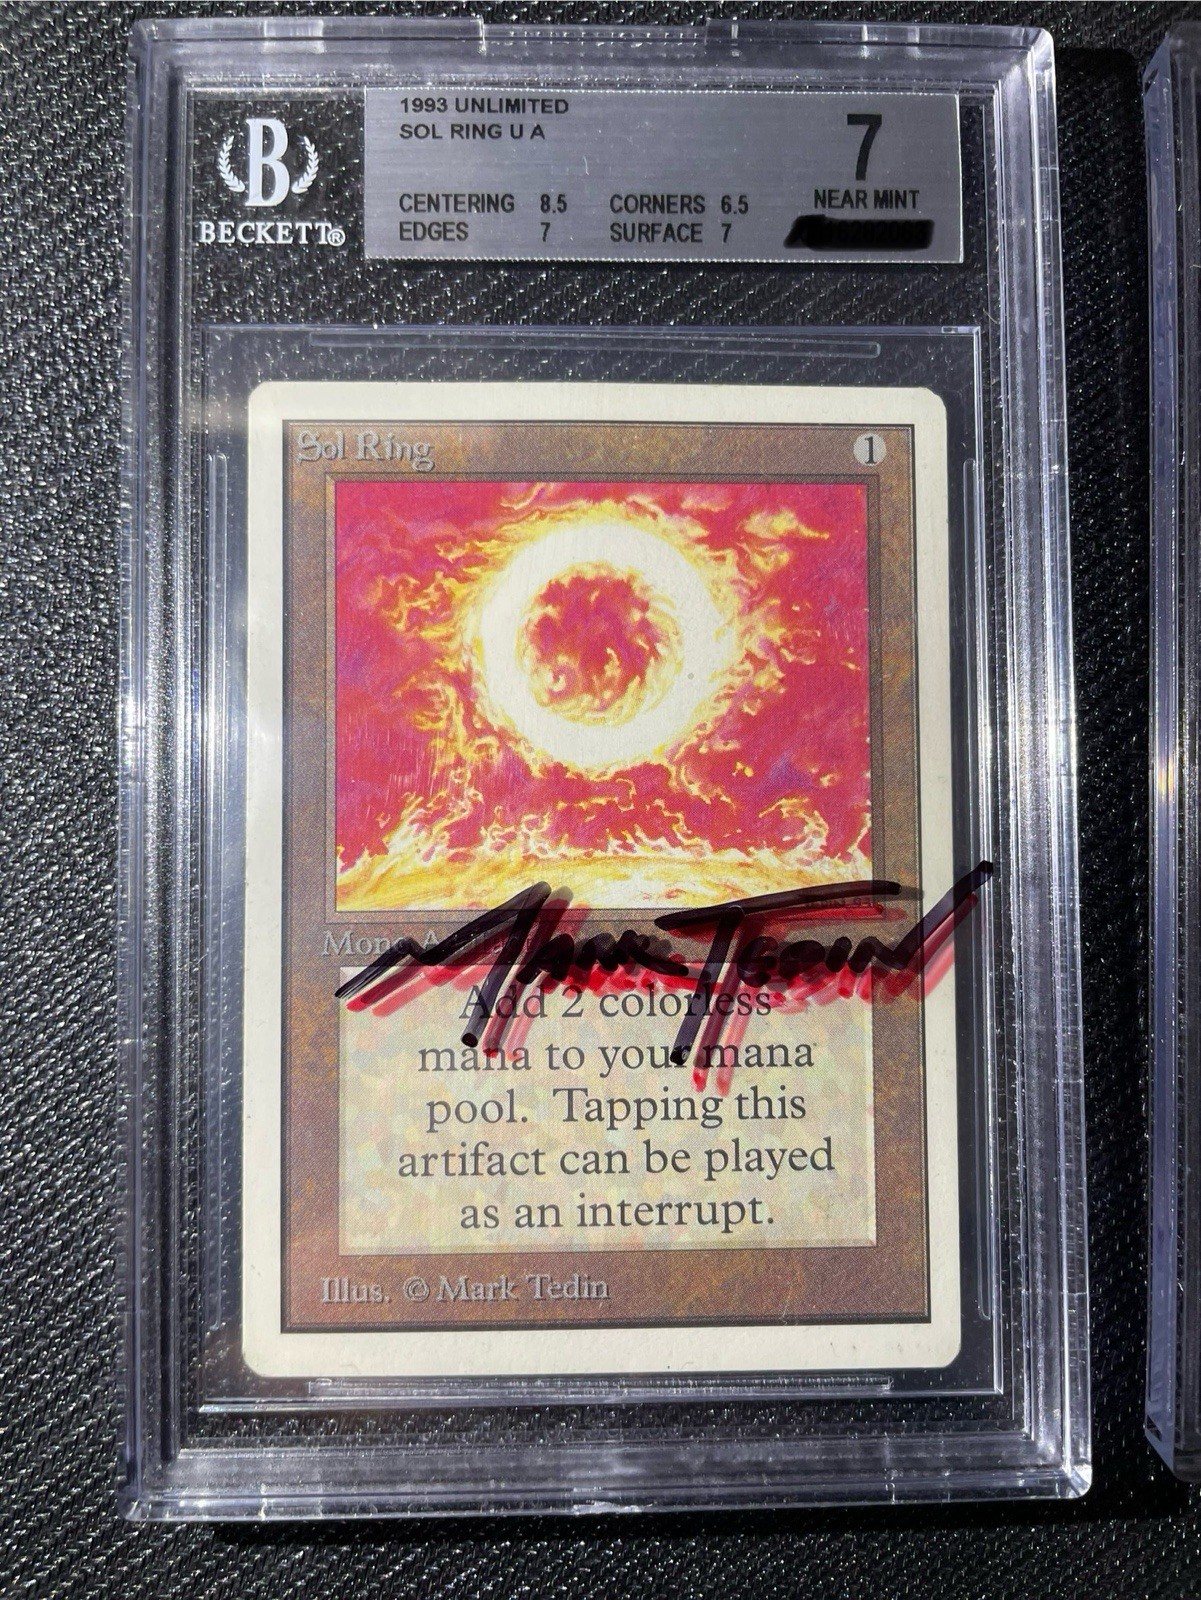 1993 UNLIMITED
SOL RING U A
7
CENTERING 8.5 CORNERS 6.5 NEAR MINT
EDGES 7 SURFACE 7
B
BECKETT®
Sol Ring 1
Mono Artifact
MARK TEDIN
Add 2 colorless
mana to your mana
pool. Tapping this
artifact can be played
as an interrupt.
Illus. © Mark Tedin